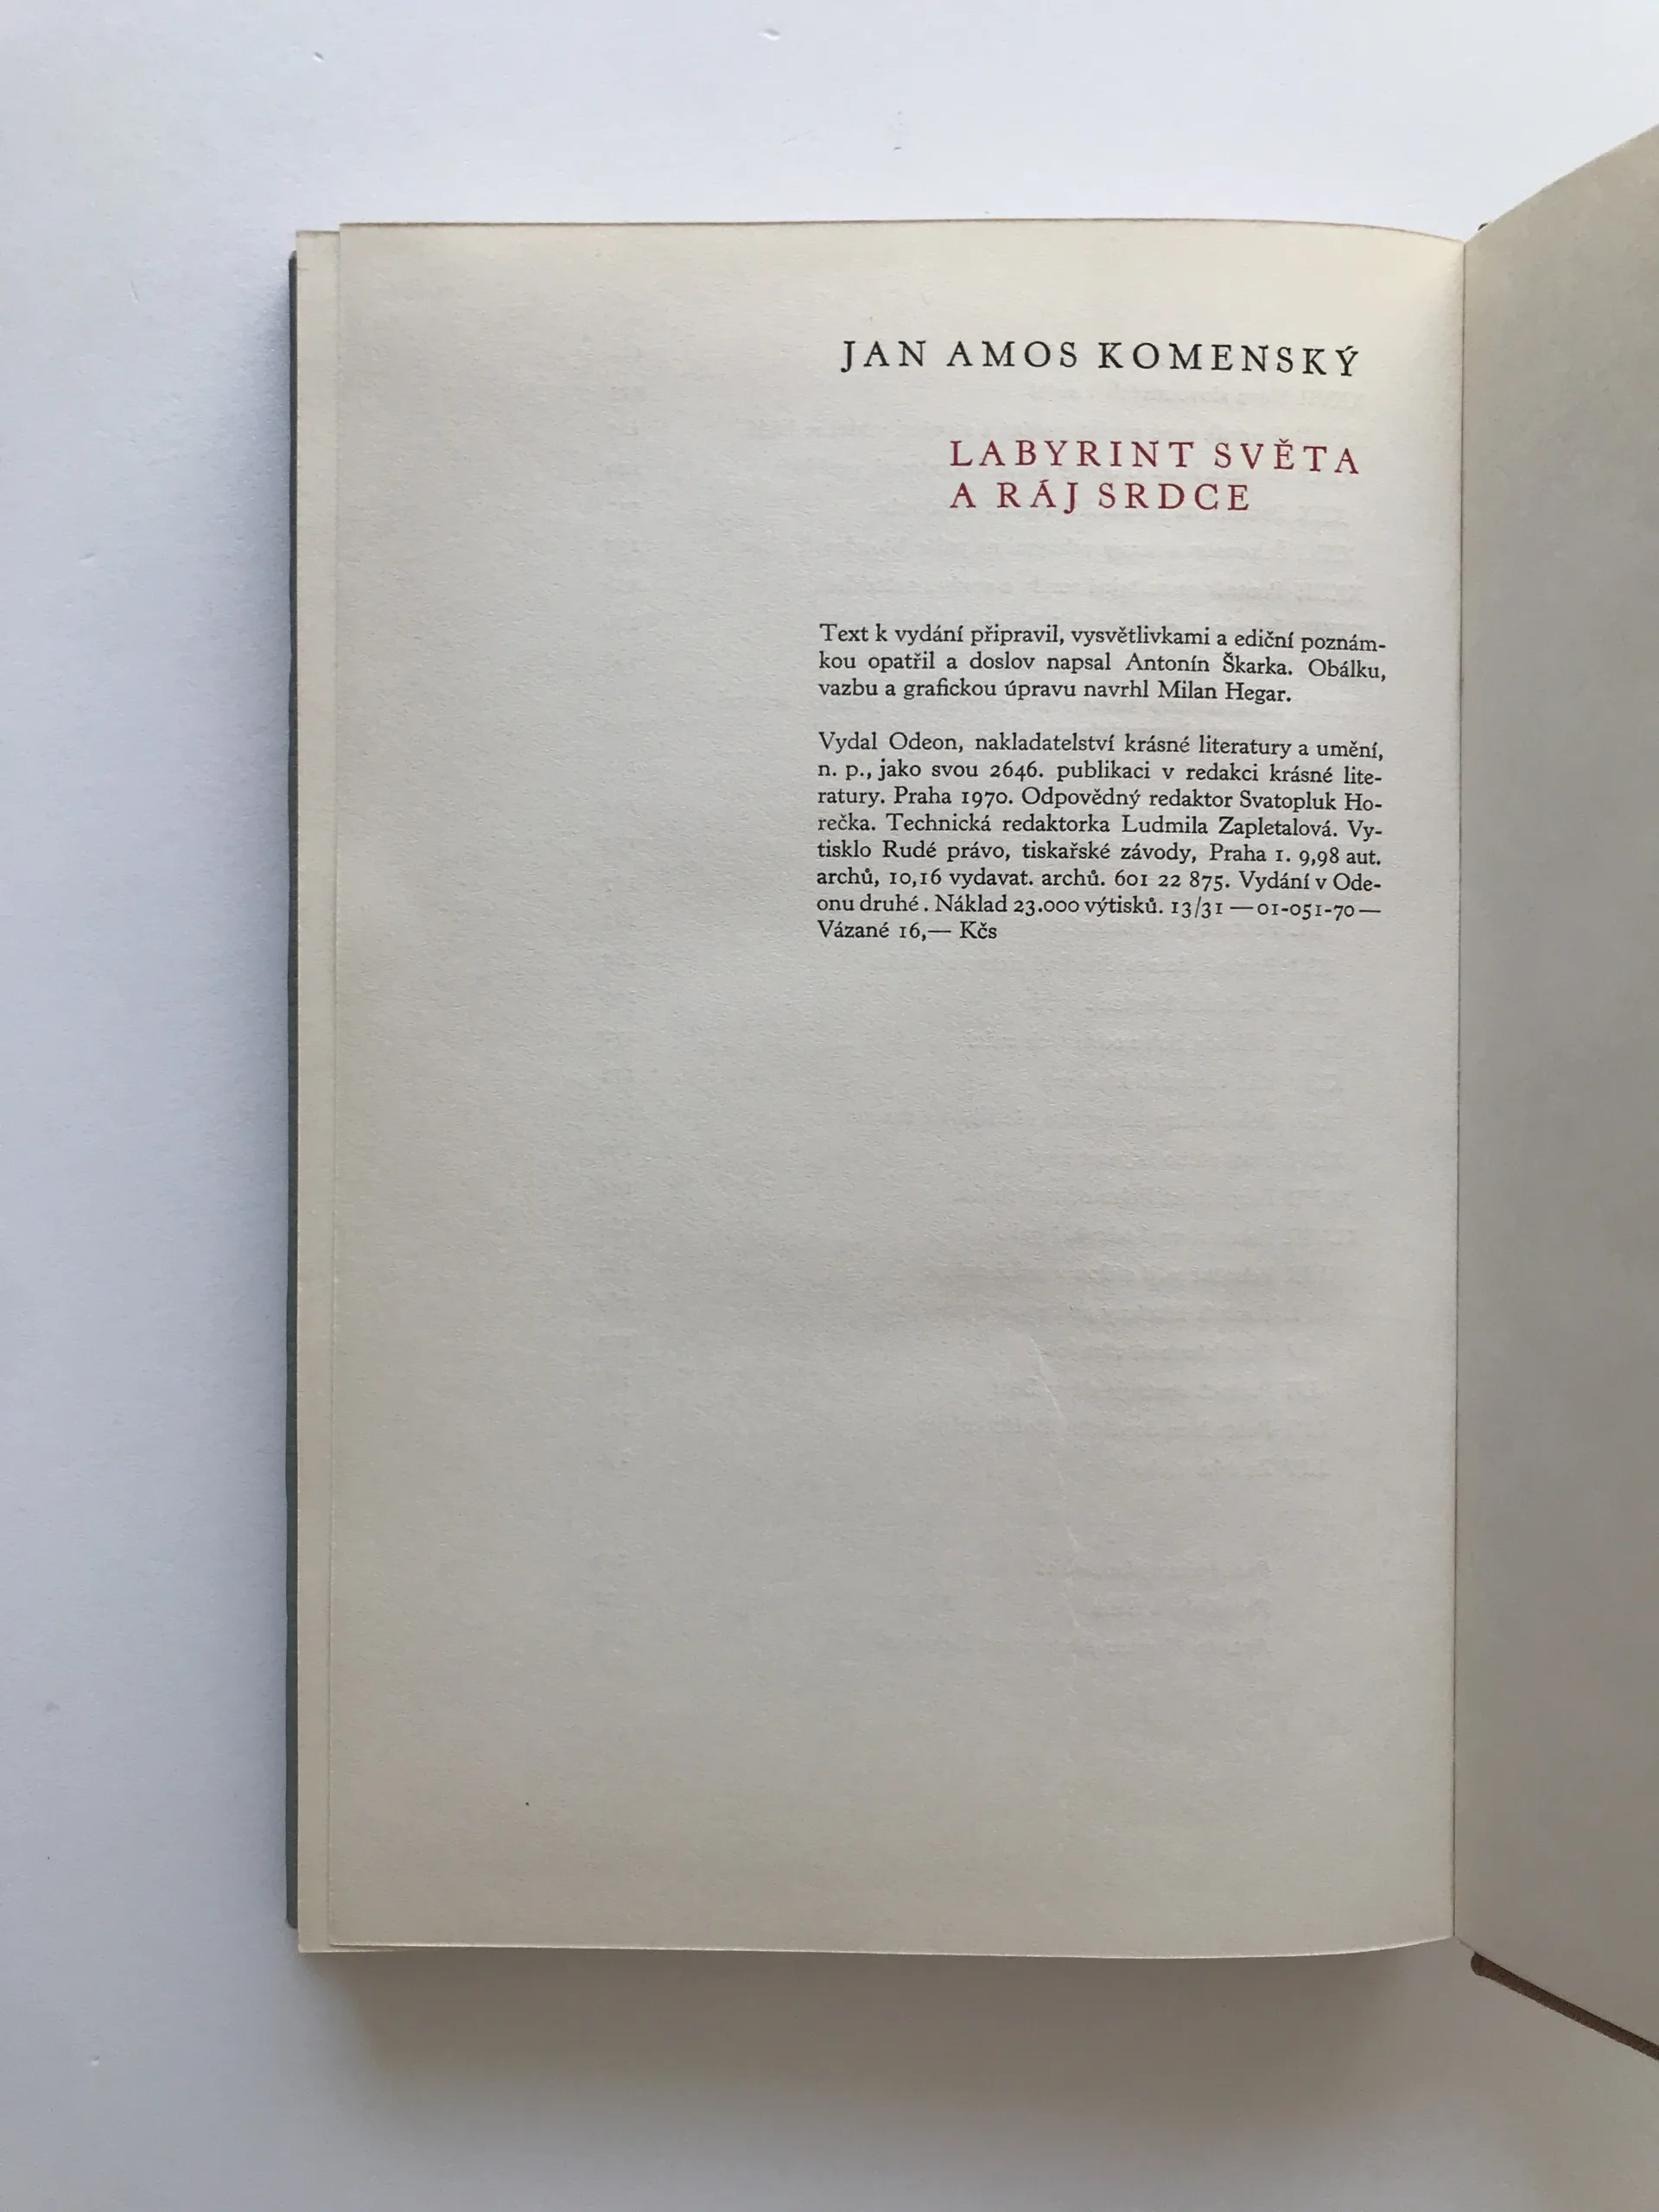 JAN AMOS KOMENSKÝ
LABYRINT SVĚTA
A RÁJ SRDCE
Text k vydání připravil, vysvětlivkami a ediční poznám-
kou opatřil a doslov napsal Antonín Škarka. Obálku,
vazbu a grafickou úpravu navrhl Milan Hegar.
Vydal Odeon, nakladatelství krásné literatury a umění,
n. p., jako svou 2646. publikaci v redakci krásné lite-
ratury. Praha 1970. Odpovědný redaktor Svatopluk Ho-
rečka. Technická redaktorka Ludmila Zapletalová. Vy-
tisklo Rudé právo, tiskařské závody, Praha 1. 9,98 aut.
archů, 10,16 vydavat. archů. 601 22 875. Vydání v Ode-
onu druhé. Náklad 23.000 výtisků. 13/31 — 01-051-70 —
Vázané 16,— Kčs